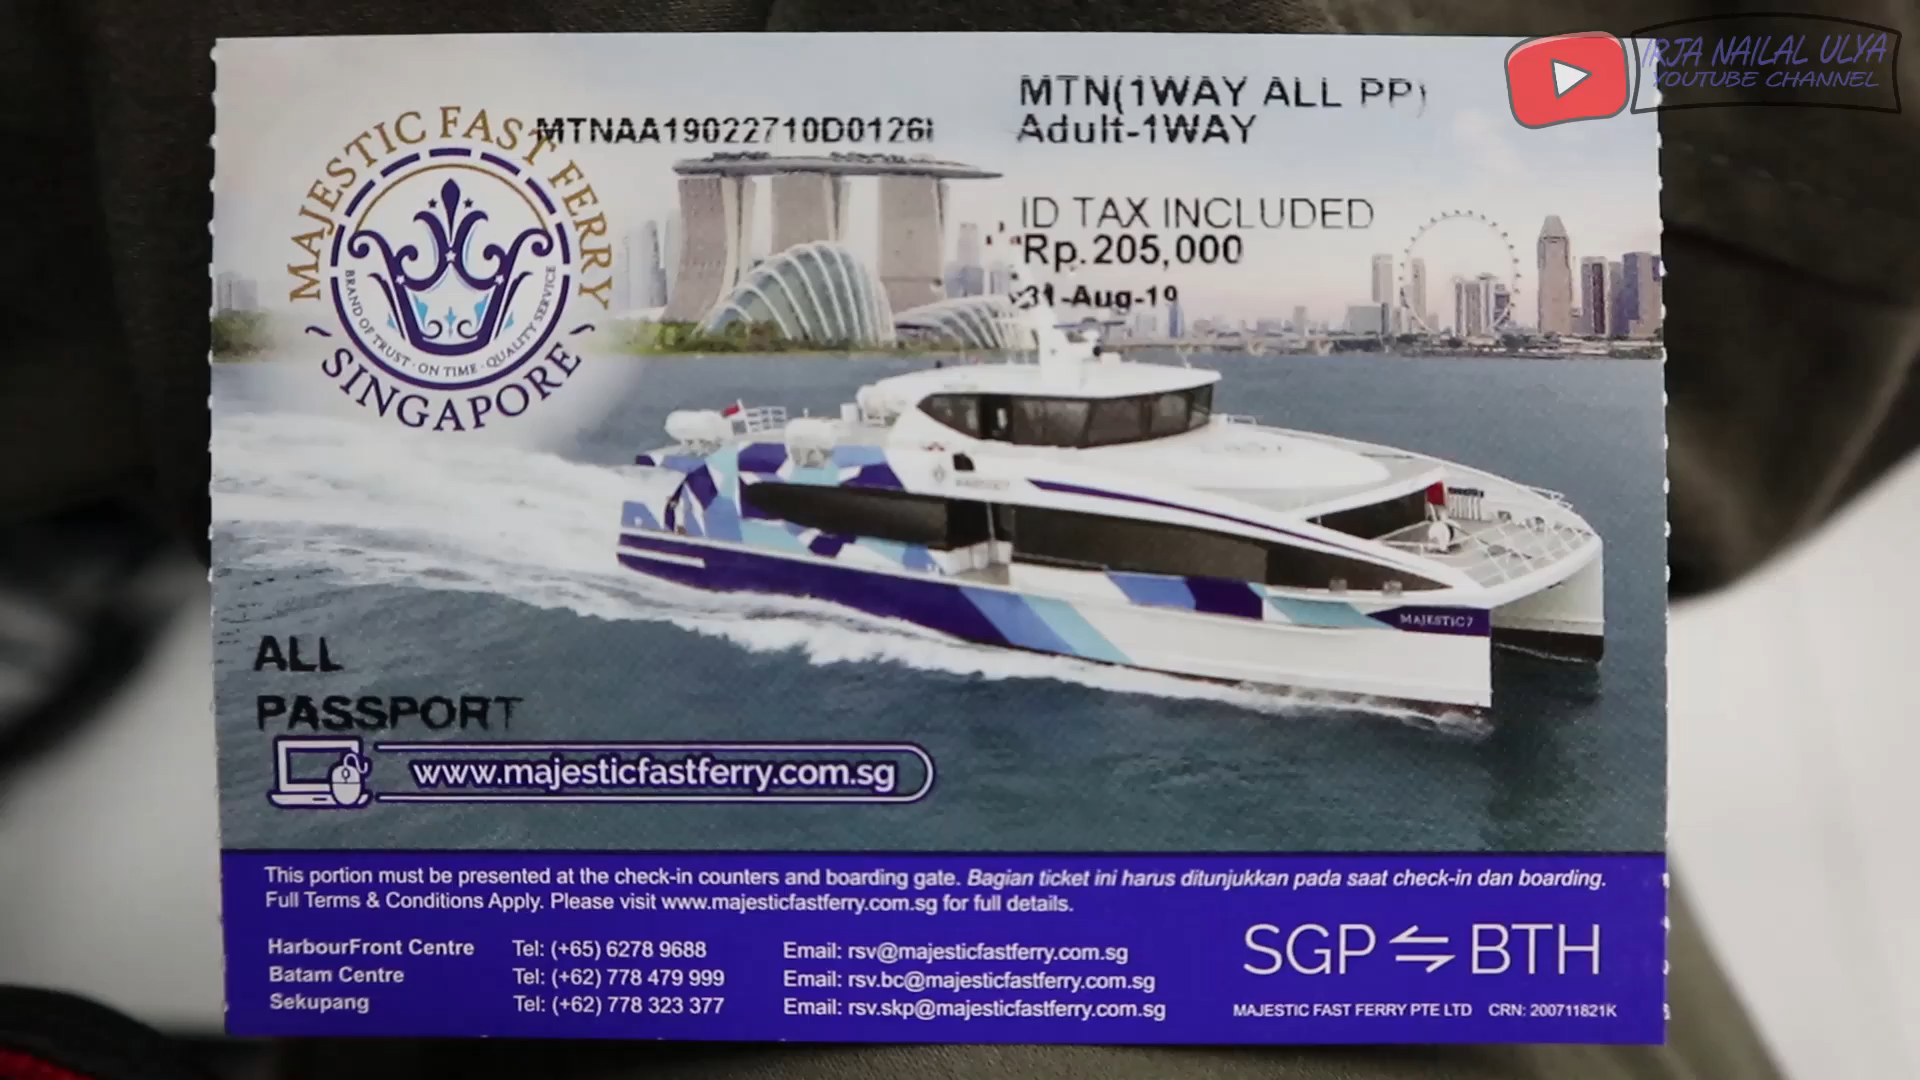 IRJA NAILAL ULYA
YOUTUBE CHANNEL
MAJESTIC FAST FERRY
BRAND OF TRUST · ON TIME · QUALITY SERVICE
~ SINGAPORE ~
MTN(1WAY ALL PP)
Adult-1WAY
ID TAX INCLUDED
Rp.205,000
31-Aug-19
MAJESTIC 7
ALL
PASSPORT
www.majesticfastferry.com.sg
This portion must be presented at the check-in counters and boarding gate. Bagian ticket ini harus ditunjukkan pada saat check-in dan boarding.
Full Terms & Conditions Apply. Please visit www.majesticfastferry.com.sg for full details.
HarbourFront Centre Tel: (+65) 6278 9688 Email: rsv@majesticfastferry.com.sg
Batam Centre Tel: (+62) 778 479 999 Email: rsv.bc@majesticfastferry.com.sg
Sekupang Tel: (+62) 778 323 377 Email: rsv.skp@majesticfastferry.com.sg
SGP ⇋ BTH
MAJESTIC FAST FERRY PTE LTD CRN: 200711821K